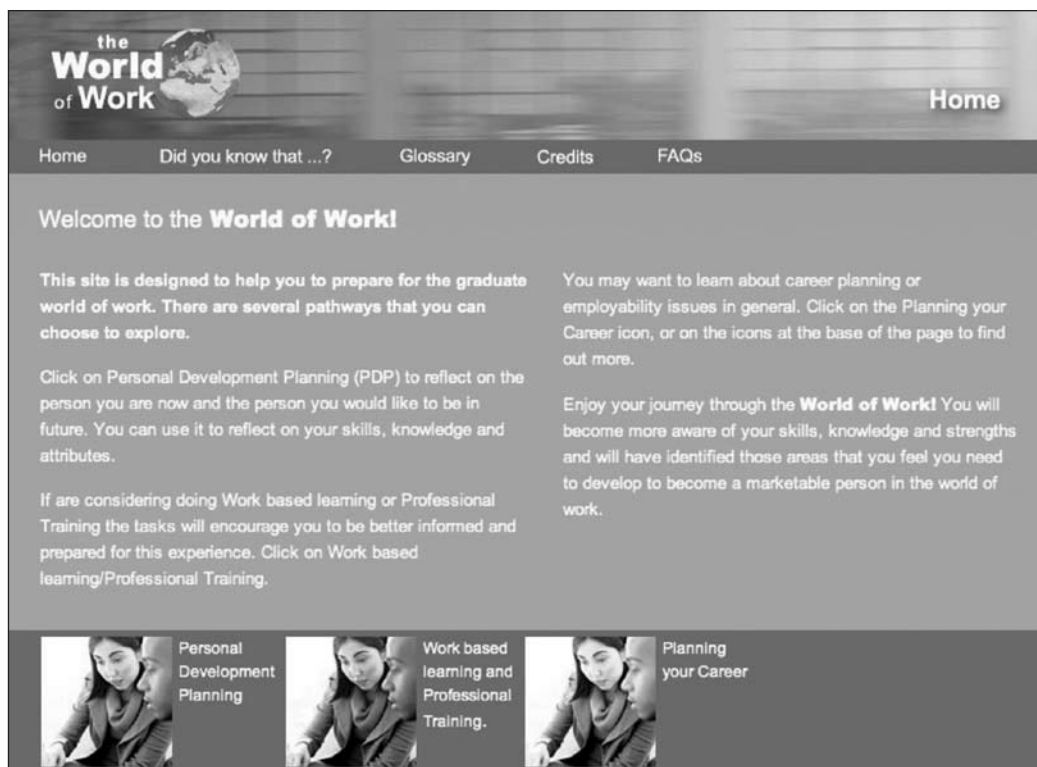 the
World
of Work
Home
Home Did you know that ...? Glossary Credits FAQs
Welcome to the World of Work!
This site is designed to help you to prepare for the graduate
world of work. There are several pathways that you can
choose to explore.
Click on Personal Development Planning (PDP) to reflect on the
person you are now and the person you would like to be in
future. You can use it to reflect on your skills, knowledge and
attributes.
If are considering doing Work based learning or Professional
Training the tasks will encourage you to be better informed and
prepared for this experience. Click on Work based
learning/Professional Training.
You may want to learn about career planning or
employability issues in general. Click on the Planning your
Career icon, or on the icons at the base of the page to find
out more.
Enjoy your journey through the World of Work! You will
become more aware of your skills, knowledge and strengths
and will have identified those areas that you feel you need
to develop to become a marketable person in the world of
work.
Personal
Development
Planning
Work based
learning and
Professional
Training.
Planning
your Career